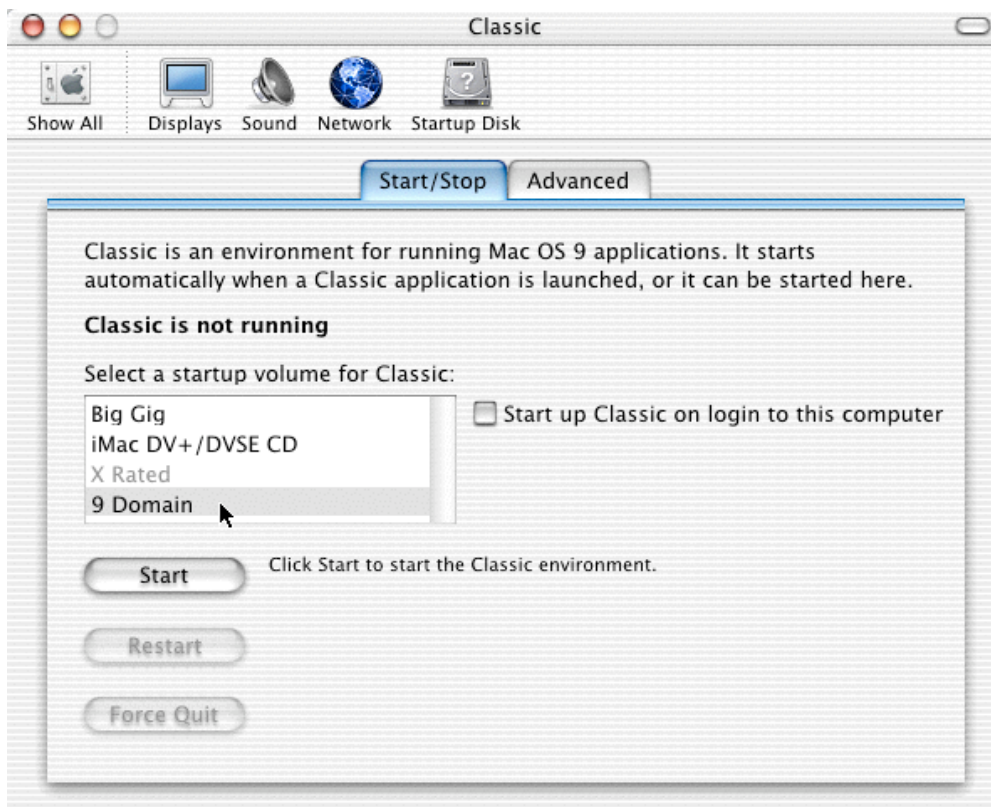 Classic
Show All Displays Sound Network Startup Disk
Start/Stop Advanced
Classic is an environment for running Mac OS 9 applications. It starts
automatically when a Classic application is launched, or it can be started here.
Classic is not running
Select a startup volume for Classic:
Big Gig
Start up Classic on login to this computer
iMac DV+/DVSE CD
X Rated
9 Domain
Start
Click Start to start the Classic environment.
Restart
Force Quit